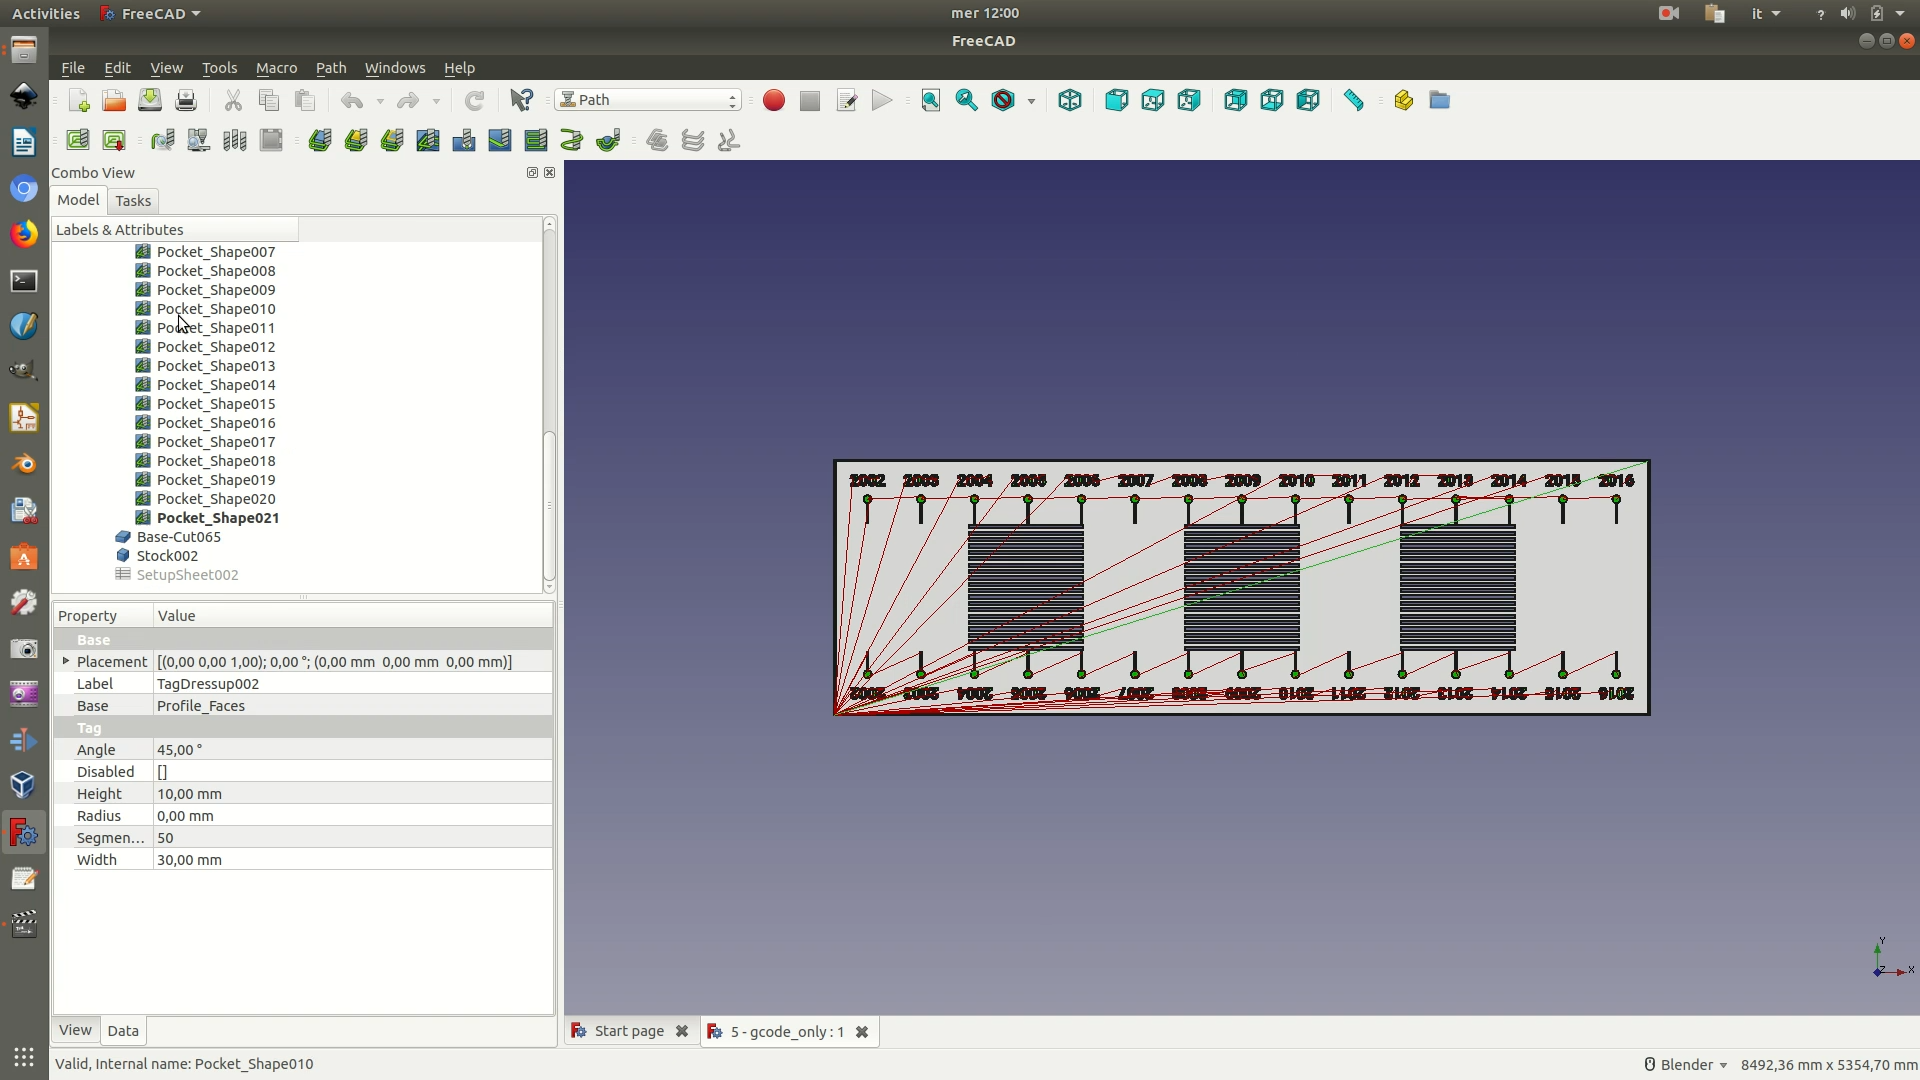 Activities FreeCAD mer 12:00 it ?
FreeCAD
File Edit View Tools Macro Path Windows Help
Path
Combo View
Model Tasks
Labels & Attributes
Pocket_Shape007
Pocket_Shape008
Pocket_Shape009
Pocket_Shape010
Pocket_Shape011
Pocket_Shape012
Pocket_Shape013
Pocket_Shape014
Pocket_Shape015
Pocket_Shape016
Pocket_Shape017
Pocket_Shape018
Pocket_Shape019
Pocket_Shape020
Pocket_Shape021
Base-Cut065
Stock002
SetupSheet002
Property Value
Base
Placement [(0,00 0,00 1,00); 0,00 °; (0,00 mm 0,00 mm 0,00 mm)]
Label TagDressup002
Base Profile_Faces
Tag
Angle 45,00 °
Disabled []
Height 10,00 mm
Radius 0,00 mm
Segmen... 50
Width 30,00 mm
View Data
2002 2003 2004 2005 2006 2007 2008 2009 2010 2011 2012 2013 2014 2015 2016
2002 2003 2004 2005 2006 2007 2008 2009 2010 2011 2012 2013 2014 2015 2016
Y
Z X
Start page 5 - gcode_only : 1
Valid, Internal name: Pocket_Shape010 Blender 8492,36 mm x 5354,70 mm